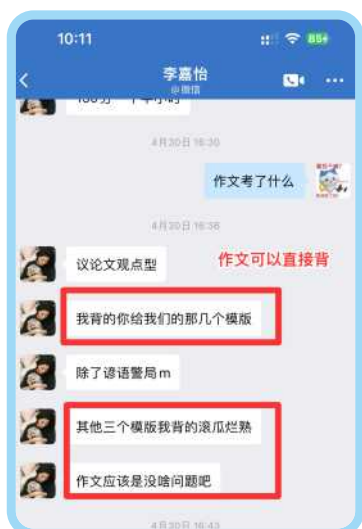 10:11
85
李嘉怡
@微信
4月30日 16:30
作文考了什么
4月30日 16:38
议论文观点型
作文可以直接背
我背的你给我们的那几个模版
除了谚语警局m
其他三个模版我背的滚瓜烂熟
作文应该是没啥问题吧
4月30日 16:43